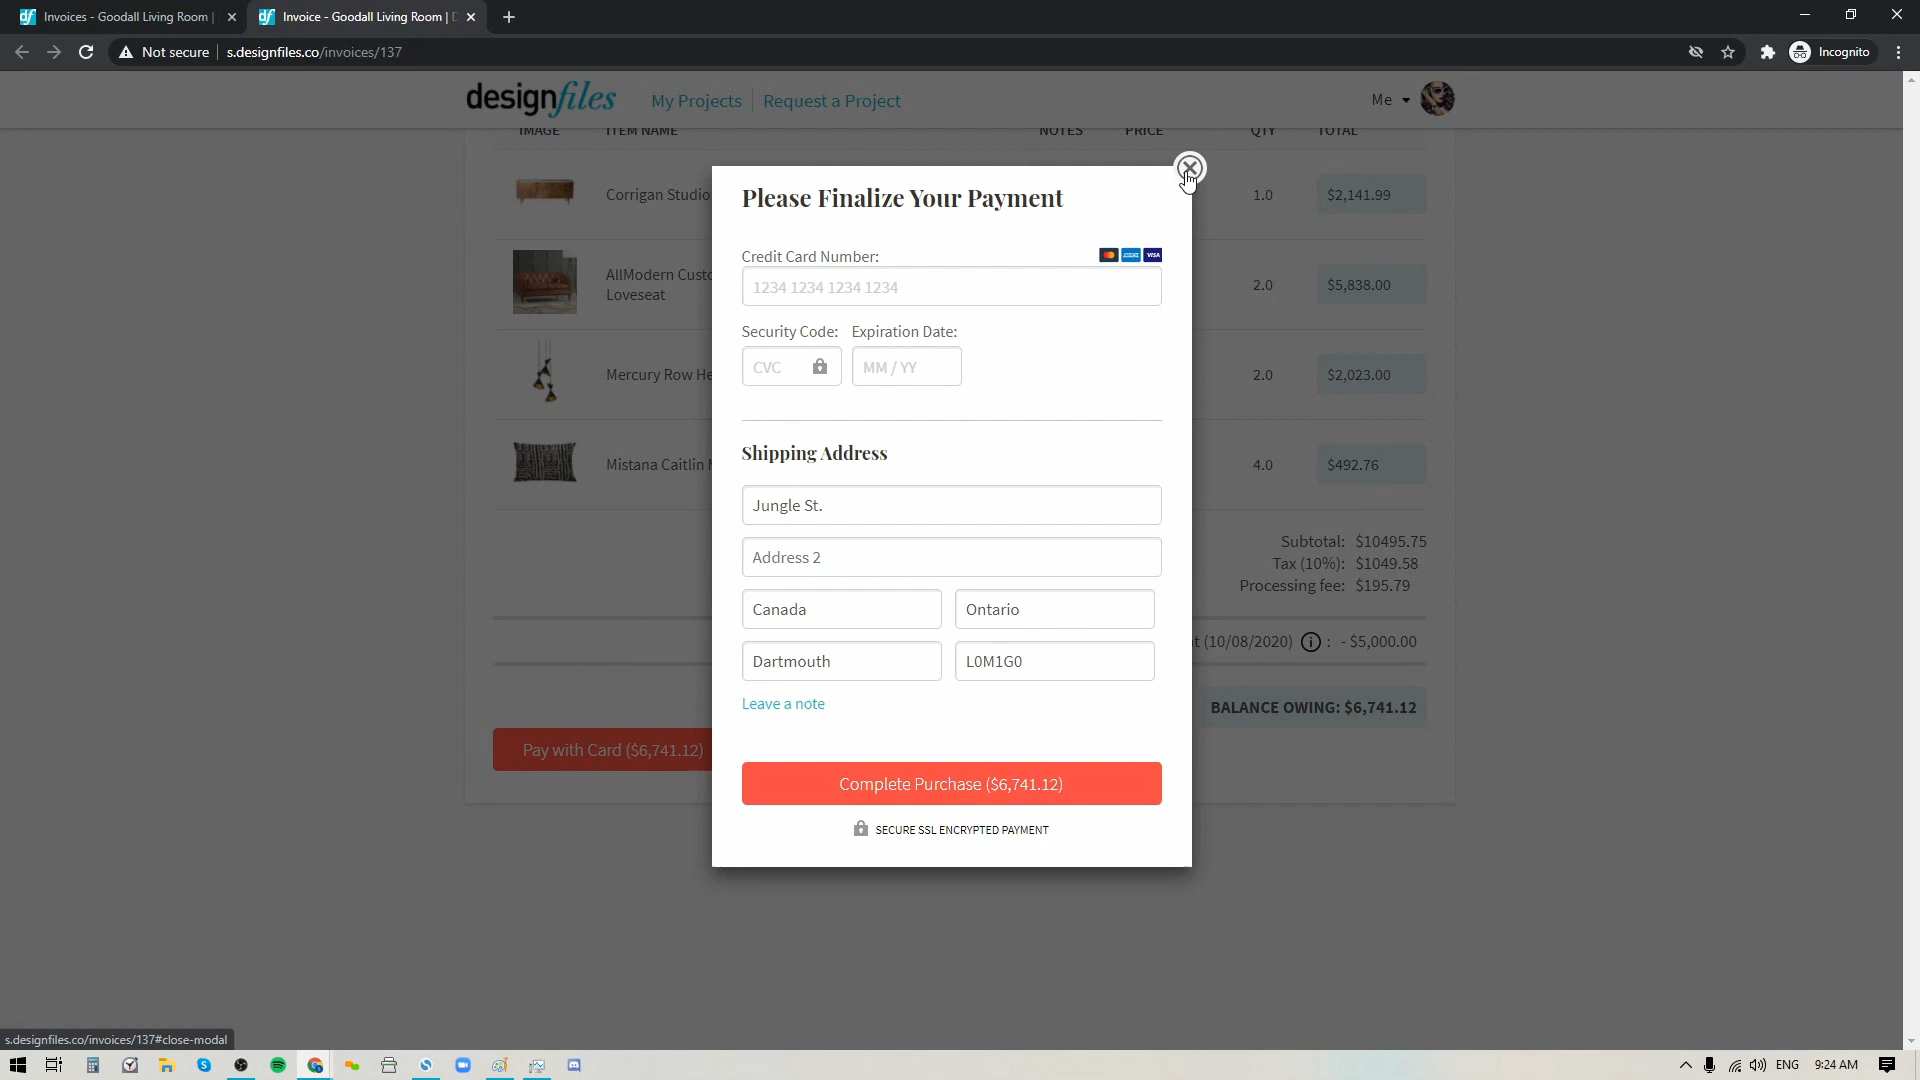 Invoices - Goodall Living Room |
Invoice - Goodall Living Room | D
Not secure
s.designfiles.co/invoices/137
Incognito
designfiles
My Projects
Request a Project
Me
IMAGE
ITEM NAME
NOTES
PRICE
QTY
TOTAL
Corrigan Studio
1.0
$2,141.99
AllModern Custo
Loveseat
2.0
$5,838.00
Mercury Row He
2.0
$2,023.00
Mistana Caitlin M
4.0
$492.76
Subtotal: $10495.75
Tax (10%): $1049.58
Processing fee: $195.79
t (10/08/2020) i : - $5,000.00
BALANCE OWING: $6,741.12
Pay with Card ($6,741.12)
Please Finalize Your Payment
Credit Card Number:
VISA
1234 1234 1234 1234
Security Code:
Expiration Date:
CVC
MM / YY
Shipping Address
Jungle St.
Address 2
Canada
Ontario
Dartmouth
L0M1G0
Leave a note
Complete Purchase ($6,741.12)
SECURE SSL ENCRYPTED PAYMENT
s.designfiles.co/invoices/137#close-modal
ENG
9:24 AM